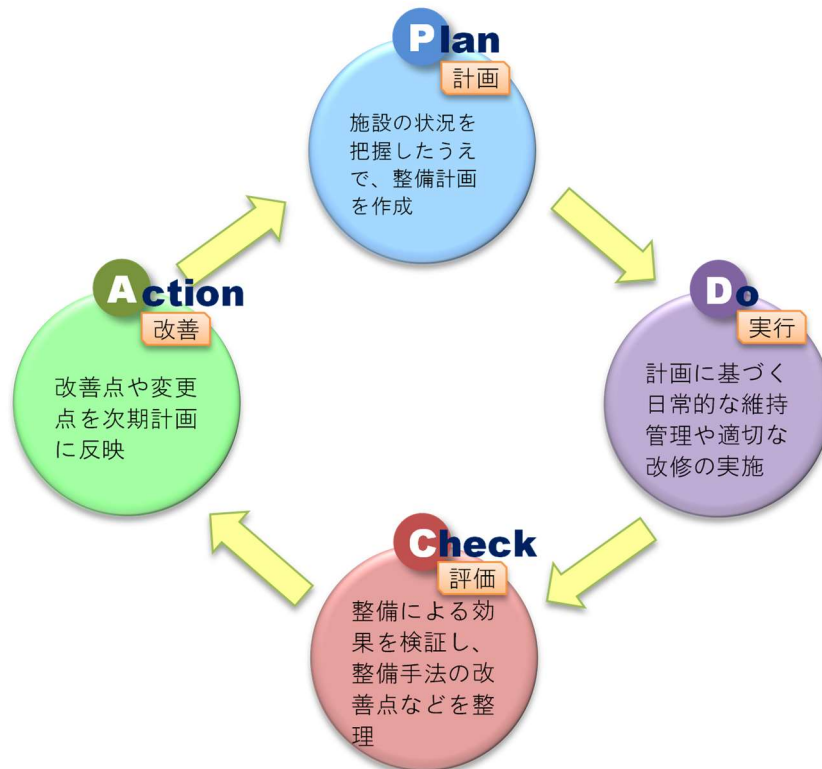 Plan
計画
施設の状況を
把握したうえ
で、整備計画
を作成
Do
実行
計画に基づく
日常的な維持
管理や適切な
改修の実施
Check
評価
整備による効
果を検証し、
整備手法の改
善点などを整
理
Action
改善
改善点や変更
点を次期計画
に反映